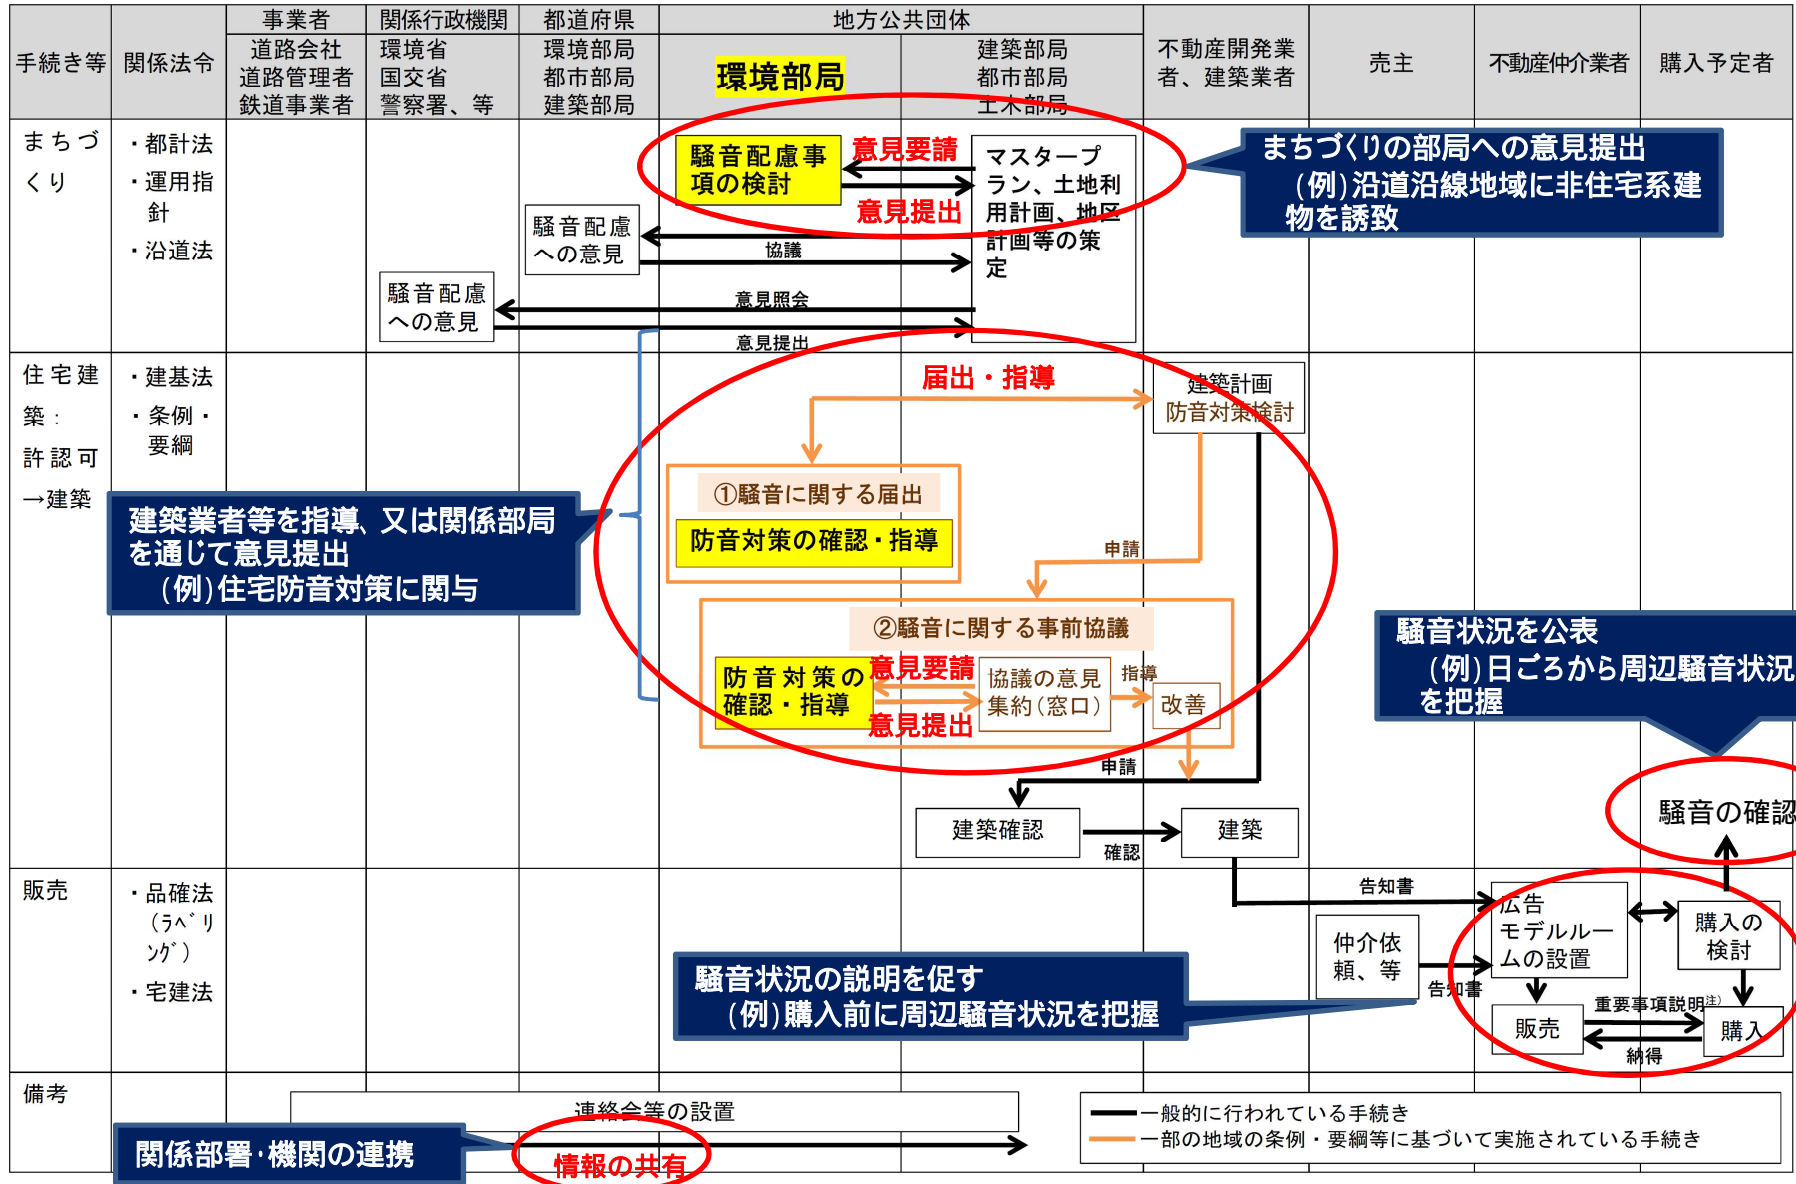 手続き等
関係法令
事業者
道路会社
道路管理者
鉄道事業者
関係行政機関
環境省
国交省
警察署、等
都道府県
環境部局
都市部局
建築部局
地方公共団体
環境部局
建築部局
都市部局
土木部局
不動産開発業
者、建築業者
売主
不動産仲介業者
購入予定者
まちづ
くり
・都計法
・運用指
針
・沿道法
騒音配慮事
項の検討
意見要請
意見提出
マスタープ
ラン、土地利
用計画、地区
計画等の策
定
まちづくりの部局への意見提出
(例)沿道沿線地域に非住宅系建
物を誘致
騒音配慮
への意見
協議
騒音配慮
への意見
意見照会
意見提出
住宅建
築：
許認可
→建築
・建基法
・条例・
要綱
届出・指導
建築計画
防音対策検討
①騒音に関する届出
防音対策の確認・指導
建築業者等を指導、又は関係部局
を通じて意見提出
(例)住宅防音対策に関与
申請
②騒音に関する事前協議
防音対策の
確認・指導
意見要請
意見提出
協議の意見
集約(窓口)
指導
改善
騒音状況を公表
(例)日ごろから周辺騒音状況
を把握
申請
建築確認
確認
建築
騒音の確認
販売
・品確法
(ﾗﾍﾞﾘ
ﾝｸﾞ)
・宅建法
告知書
広告
モデルルー
ムの設置
購入の
検討
仲介依
頼、等
告知書
騒音状況の説明を促す
(例)購入前に周辺騒音状況を把握
重要事項説明注)
販売
購入
納得
備考
連絡会等の設置
関係部署・機関の連携
情報の共有
一般的に行われている手続き
一部の地域の条例・要綱等に基づいて実施されている手続き